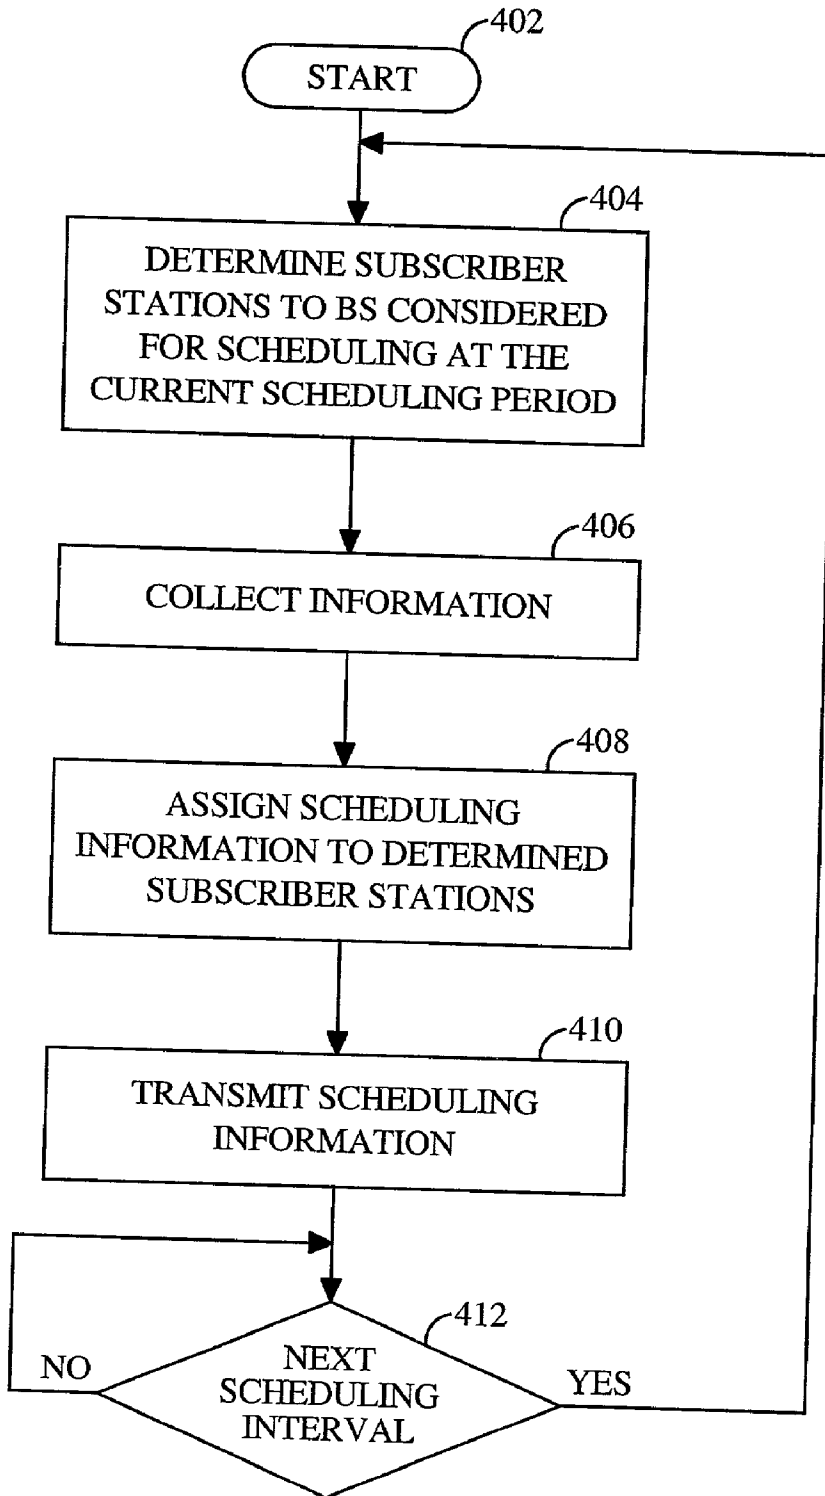 402
START
404
DETERMINE SUBSCRIBER
STATIONS TO BS CONSIDERED
FOR SCHEDULING AT THE
CURRENT SCHEDULING PERIOD
406
COLLECT INFORMATION
408
ASSIGN SCHEDULING
INFORMATION TO DETERMINED
SUBSCRIBER STATIONS
410
TRANSMIT SCHEDULING
INFORMATION
412
NEXT
SCHEDULING
INTERVAL
NO
YES